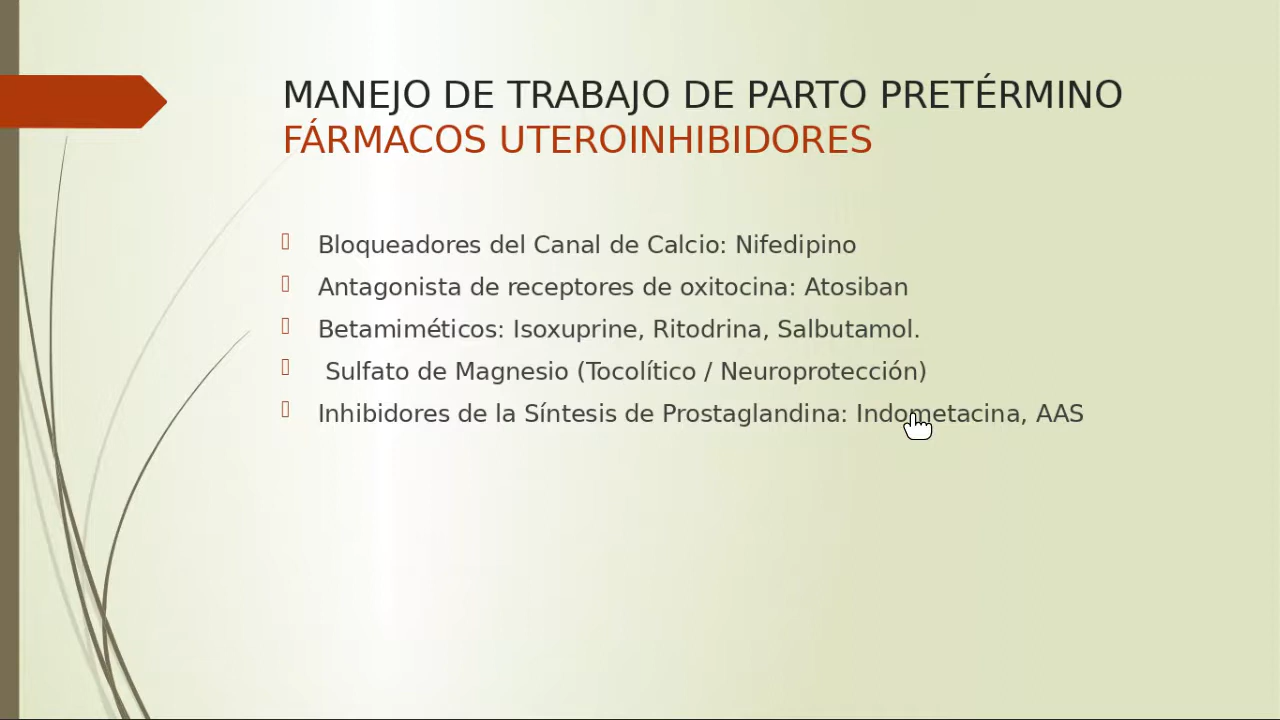 MANEJO DE TRABAJO DE PARTO PRETÉRMINO
FÁRMACOS UTEROINHIBIDORES
Bloqueadores del Canal de Calcio: Nifedipino
Antagonista de receptores de oxitocina: Atosiban
Betamiméticos: Isoxuprine, Ritodrina, Salbutamol.
Sulfato de Magnesio (Tocolítico / Neuroprotección)
Inhibidores de la Síntesis de Prostaglandina: Indometacina, AAS